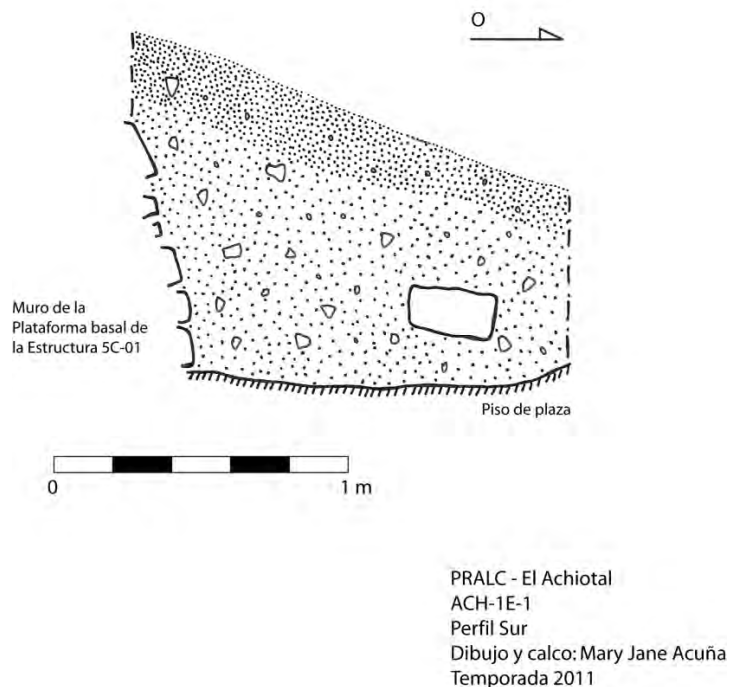 O
Muro de la
Plataforma basal de
la Estructura 5C-01
Piso de plaza
0 1 m
PRALC - El Achiotal
ACH-1E-1
Perfil Sur
Dibujo y calco: Mary Jane Acuña
Temporada 2011